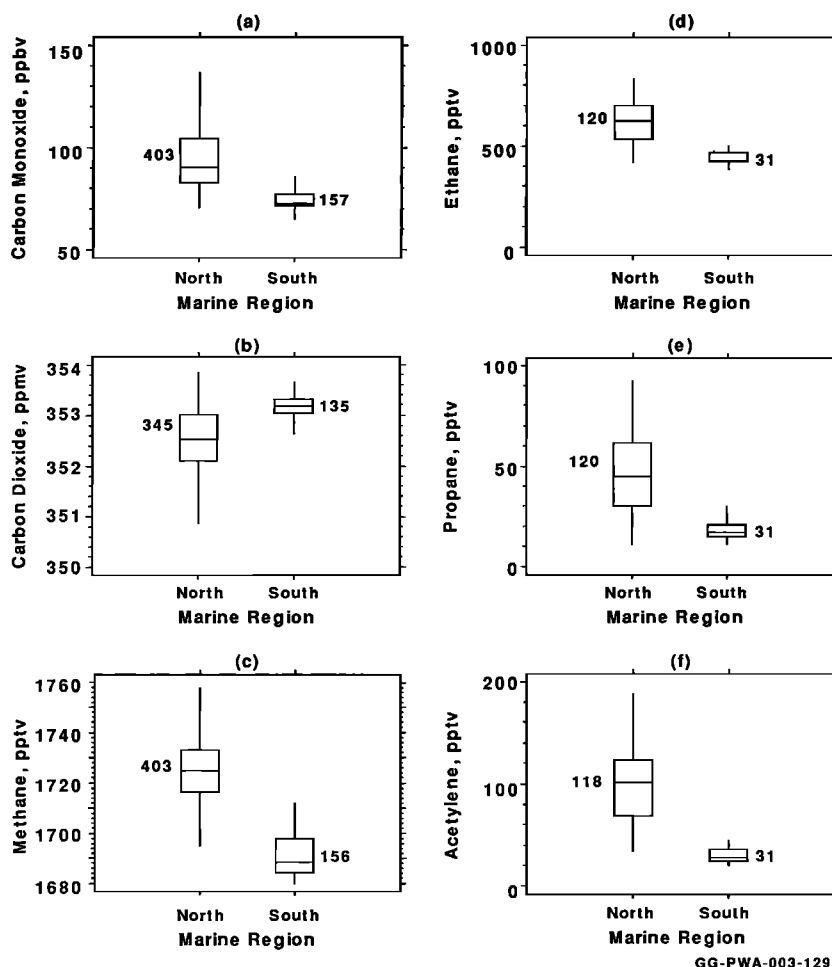 (a)
Carbon Monoxide, ppbv
150
100
50
403
157
North South
Marine Region
(b)
Carbon Dioxide, ppmv
354
353
352
351
350
345
135
North South
Marine Region
(c)
Methane, pptv
1760
1740
1720
1700
1680
403
156
North South
Marine Region
(d)
Ethane, pptv
1000
500
0
120
31
North South
Marine Region
(e)
Propane, pptv
100
50
0
120
31
North South
Marine Region
(f)
Acetylene, pptv
200
100
0
118
31
North South
Marine Region
GG-PWA-003-129